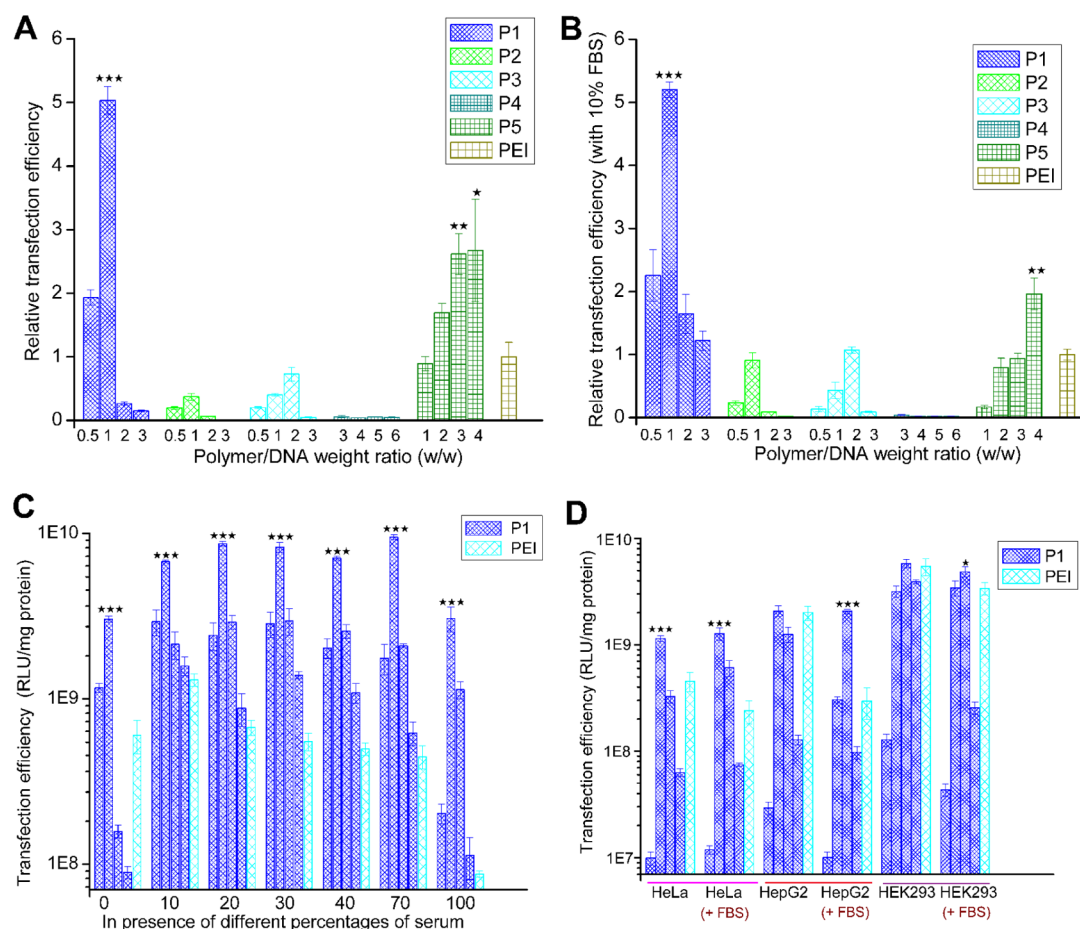 A
Relative transfection efficiency
6
5
4
3
2
1
0
★★★
★★
★
P1
P2
P3
P4
P5
PEI
0.5 1 2 3 0.5 1 2 3 0.5 1 2 3 3 4 5 6 1 2 3 4
Polymer/DNA weight ratio (w/w)
B
Relative transfection efficiency (with 10% FBS)
6
5
4
3
2
1
0
★★★
★★
P1
P2
P3
P4
P5
PEI
0.5 1 2 3 0.5 1 2 3 0.5 1 2 3 3 4 5 6 1 2 3 4
Polymer/DNA weight ratio (w/w)
C
Transfection efficiency (RLU/mg protein)
1E10
1E9
1E8
★★★ ★★★ ★★★ ★★★ ★★★ ★★★ ★★★
P1
PEI
0 10 20 30 40 70 100
In presence of different percentages of serum
D
Transfection efficiency (RLU/mg protein)
1E10
1E9
1E8
1E7
★★★ ★★★ ★★★ ★
P1
PEI
HeLa HeLa HepG2 HepG2 HEK293 HEK293
(+ FBS) (+ FBS) (+ FBS)